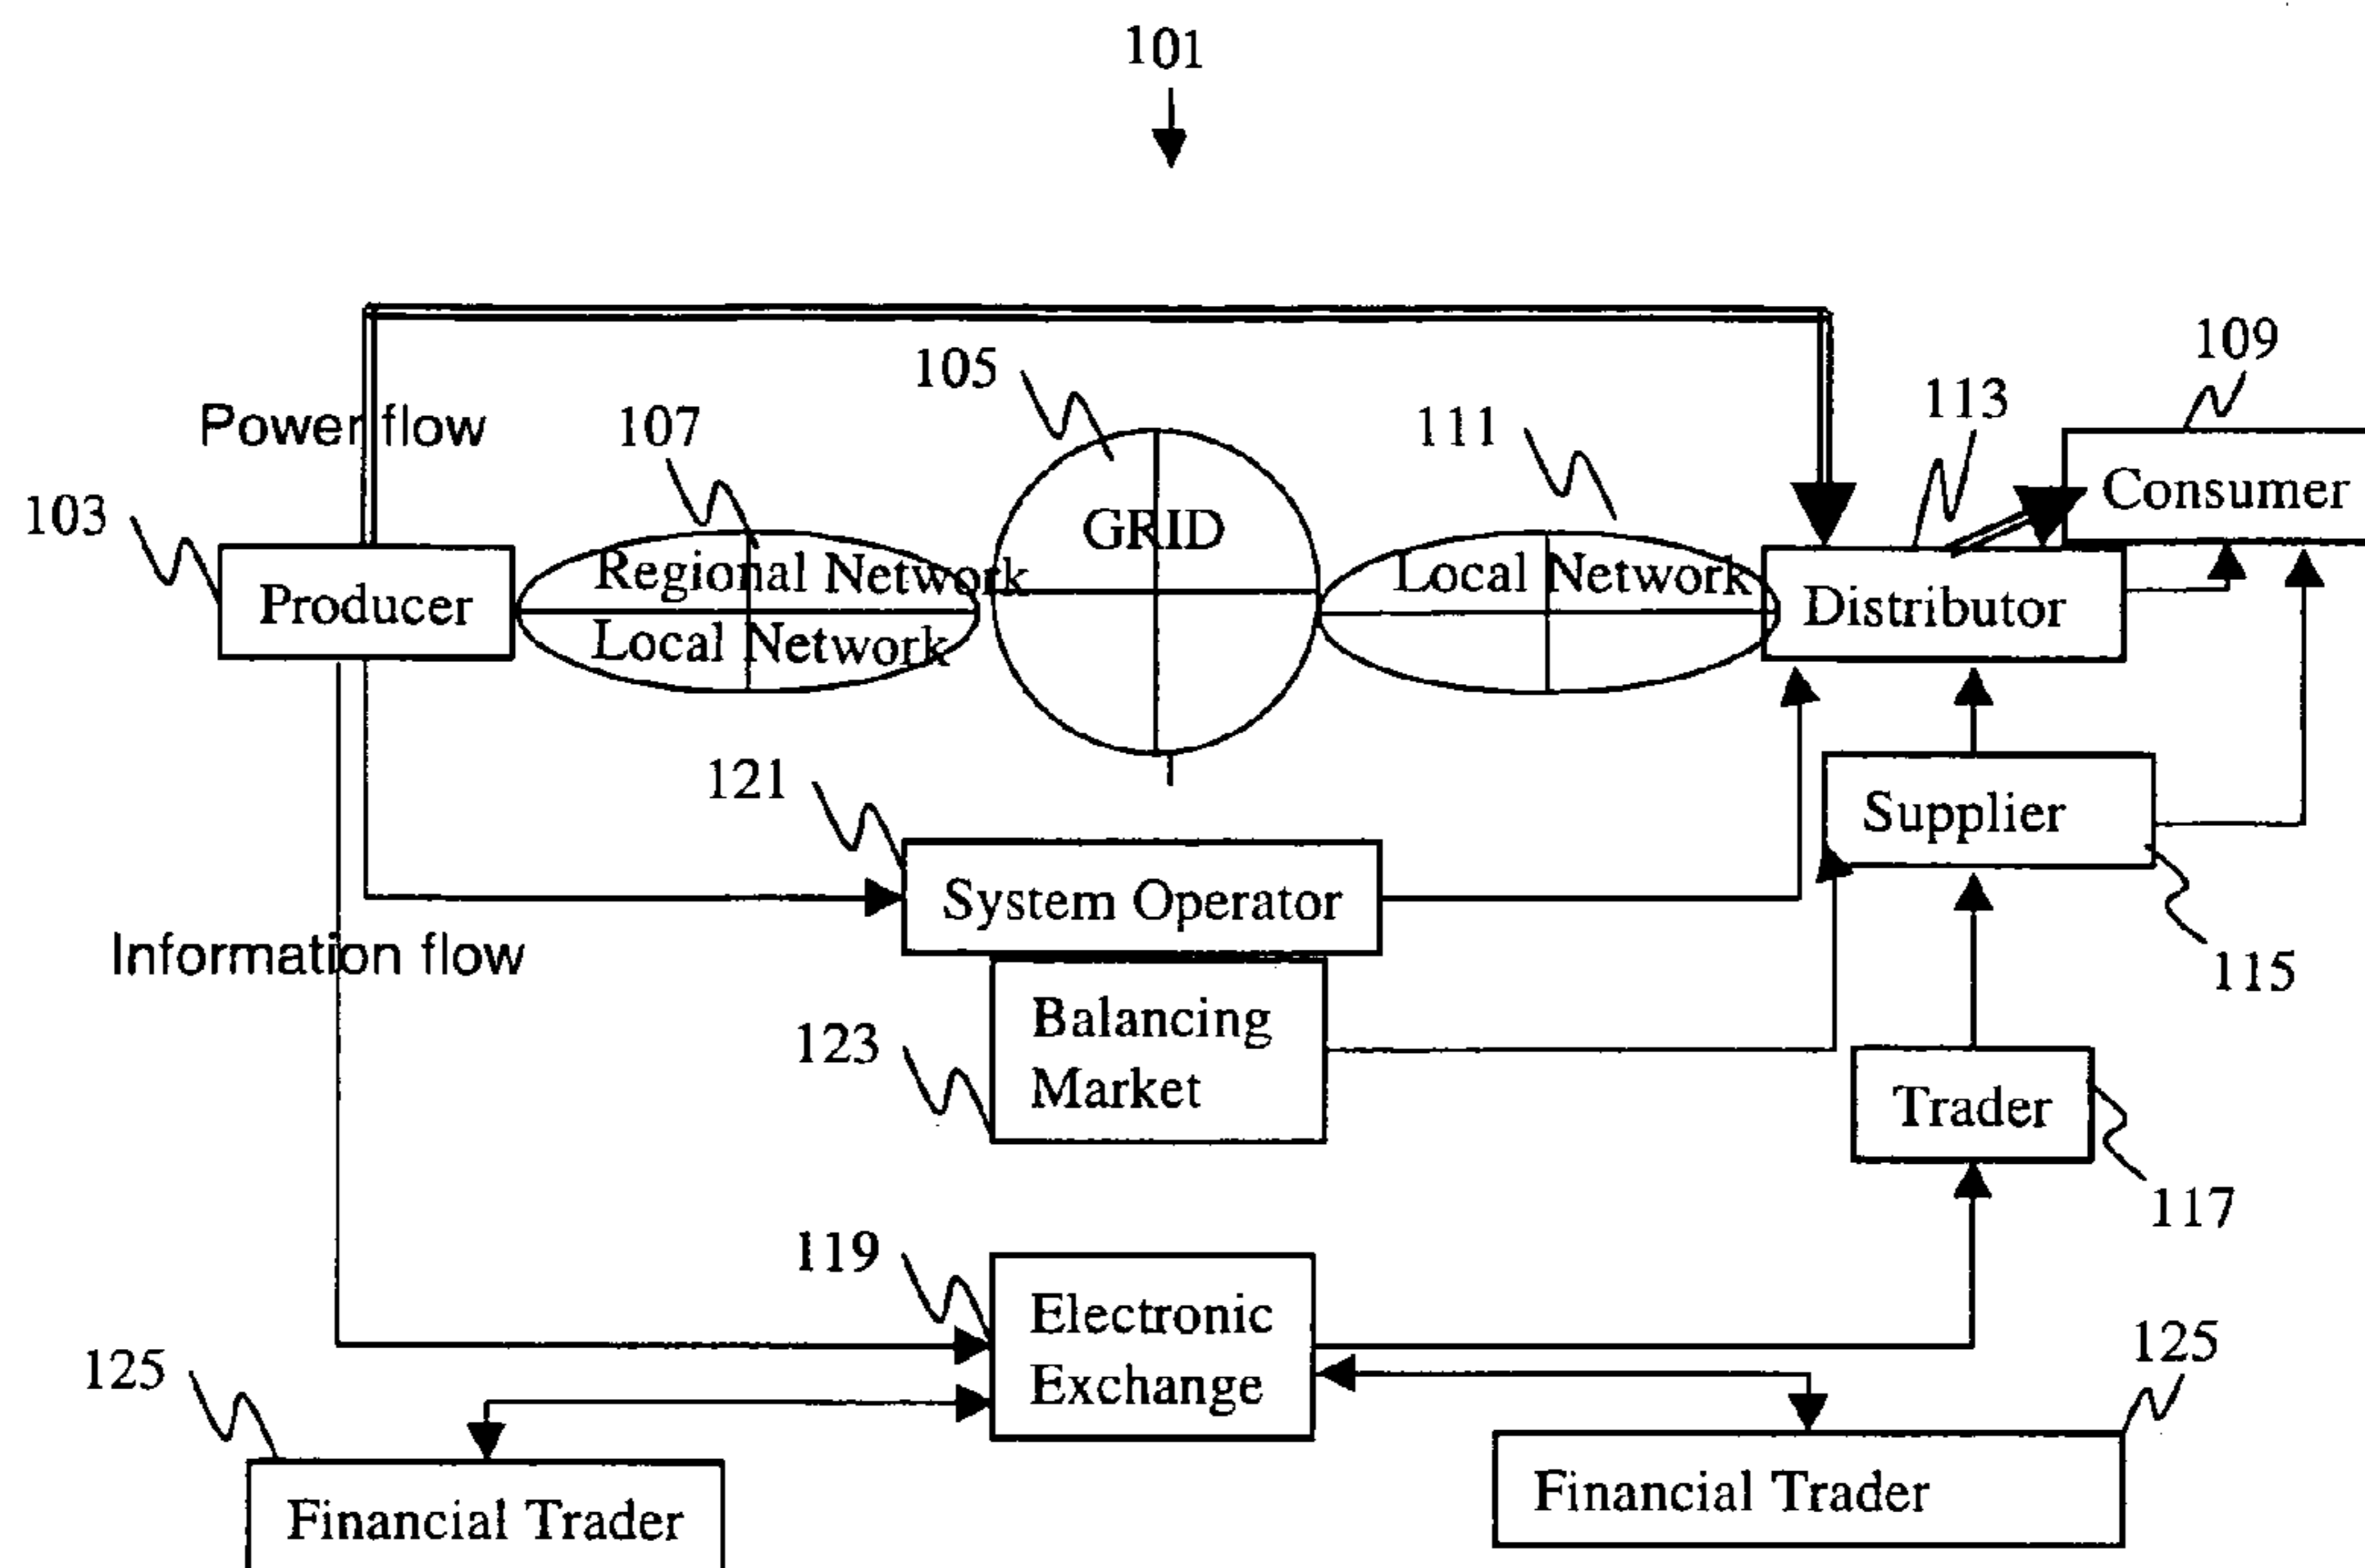 101
109
105
113
Power flow
107
111
Consumer
103
GRID
Regional Network
Local Network
Producer
Distributor
Local Network
121
Supplier
System Operator
Information flow
115
Balancing
Market
123
Trader
117
119
Electronic
Exchange
125
125
Financial Trader
Financial Trader